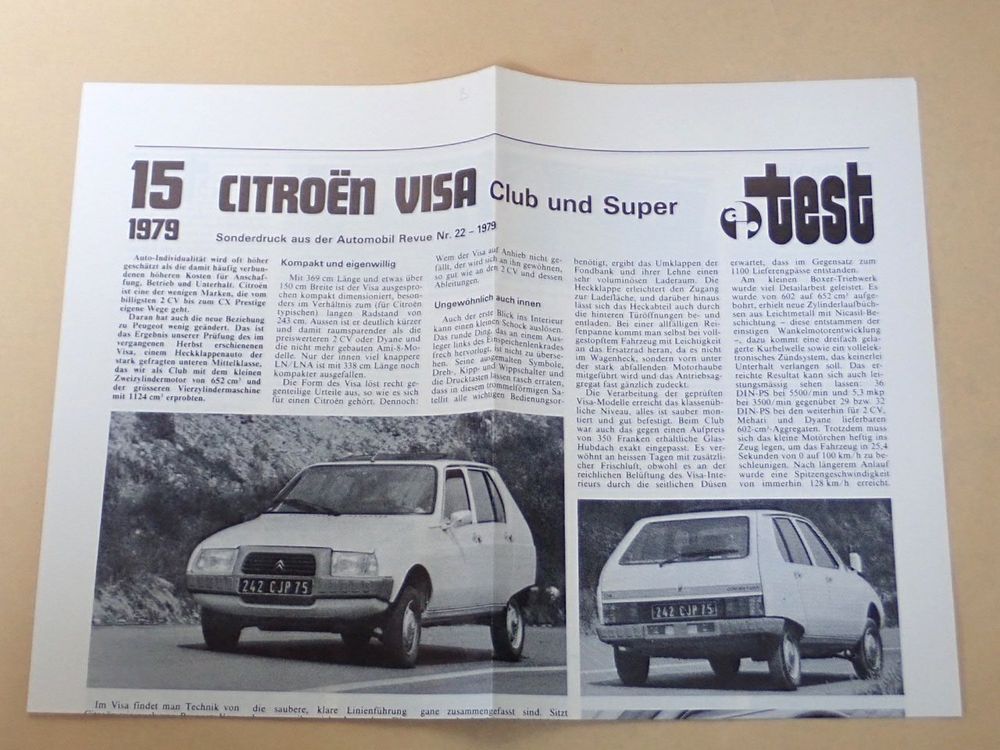 15
1979
CITROËN VISA Club und Super
Sonderdruck aus der Automobil Revue Nr. 22 – 1979
test
Auto-Individualität wird oft höher
geschätzt als die damit häufig verbun-
denen höheren Kosten für Anschaf-
fung, Betrieb und Unterhalt. Citroën
ist eine der wenigen Marken, die vom
billigsten 2 CV bis zum CX Prestige
eigene Wege geht.
Daran hat auch die neue Beziehung
zu Peugeot wenig geändert. Das ist
das Ergebnis unserer Prüfung des im
vergangenen Herbst erschienenen
Visa, einem Heckklappenauto der
stark gefragten unteren Mittelklasse,
das wir als Club mit dem kleinen
Zweizylindermotor von 652 cm³ und
der grösseren Vierzylindermaschine
mit 1124 cm³ erprobten.
Kompakt und eigenwillig
Mit 369 cm Länge und etwas über
150 cm Breite ist der Visa ausgespro-
chen kompakt dimensioniert, beson-
ders im Verhältnis zum (für Citroën
typischen) langen Radstand von
243 cm. Aussen ist er deutlich kürzer
und damit raumsparender als die
preiswerteren 2 CV oder Dyane und
die nicht mehr gebauten Ami-8-Mo-
delle. Nur der innen viel knappere
LN/LNA ist mit 338 cm Länge noch
kompakter ausgefallen.
Die Form des Visa löst recht ge-
genteilige Urteile aus, so wie es sich
für einen Citroën gehört. Dennoch:
Wem der Visa auf Anhieb nicht ge-
fällt, der wird sich an ihn gewöhnen,
so gut wie an den 2 CV und dessen
Ableitungen.
Ungewöhnlich auch innen
Auch der erste Blick ins Interieur
kann einen kleinen Schock auslösen.
Das runde Ding, das an einem Aus-
leger links des Einspeichenlenkrades
frech hervorlugt, ist nicht zu überse-
hen. Seine ausgemalten Symbole,
Dreh-, Kipp- und Wippschalter und
die Drucktasten lassen rasch erraten,
dass in diesem trommelförmigen Sa-
tellit alle wichtigen Bedienungsor-
benötigt, ergibt das Umklappen der
Fondbank und ihrer Lehne einen
sehr voluminösen Laderaum. Die
Heckklappe erleichtert den Zugang
zur Ladefläche, und darüber hinaus
lässt sich das Heckabteil auch durch
die hinteren Türöffnungen be- und
entladen. Bei einer allfälligen Rei-
fenpanne kommt man selbst bei voll-
gestopftem Fahrzeug mit Leichtigkeit
an das Ersatzrad heran, da es nicht
im Wagenheck, sondern vorn unter
der stark abfallenden Motorhaube
mitgeführt wird und das Antriebsag-
gregat fast gänzlich zudeckt.
Die Verarbeitung der geprüften
Visa-Modelle erreicht das klassenüb-
liche Niveau, alles ist sauber mon-
tiert und gut befestigt. Beim Club
war auch das gegen einen Aufpreis
von 350 Franken erhältliche Glas-
Hubdach exakt eingepasst. Es ver-
wöhnt an heissen Tagen mit zusätzli-
cher Frischluft, obwohl es an der
reichlichen Belüftung des Visa-Inte-
rieurs durch die seitlichen Düsen
erwartet, dass im Gegensatz zum
1100 Lieferengpässe entstanden.
Am kleinen Boxer-Triebwerk
wurde viel Detailarbeit geleistet. Es
wurde von 602 auf 652 cm³ aufge-
bohrt, erhielt neue Zylinderlaufbüch-
sen aus Leichtmetall mit Nicasil-Be-
schichtung – diese entstammen der
einstigen Wankelmotorentwicklung
–, dazu kommt eine dreifach gela-
gerte Kurbelwelle sowie ein vollelek-
tronisches Zündsystem, das keinerlei
Unterhalt verlangen soll. Das er-
reichte Resultat kann sich auch lei-
stungsmässig sehen lassen: 36
DIN-PS bei 5500/min und 5,3 mkp
bei 3500/min gegenüber 29 bzw. 32
DIN-PS bei den weiterhin für 2 CV,
Mehari und Dyane lieferbaren
602-cm³-Aggregaten. Trotzdem muss
sich das kleine Motörchen heftig ins
Zeug legen, um das Fahrzeug in 25,4
Sekunden von 0 auf 100 km/h zu be-
schleunigen. Nach längerem Anlauf
wurde eine Spitzengeschwindigkeit
von immerhin 128 km/h erreicht.
242 CJP 75
242 CJP 75
Im Visa findet man Technik von
die saubere, klare Linienführung
gane zusammengefasst sind. Sitzt